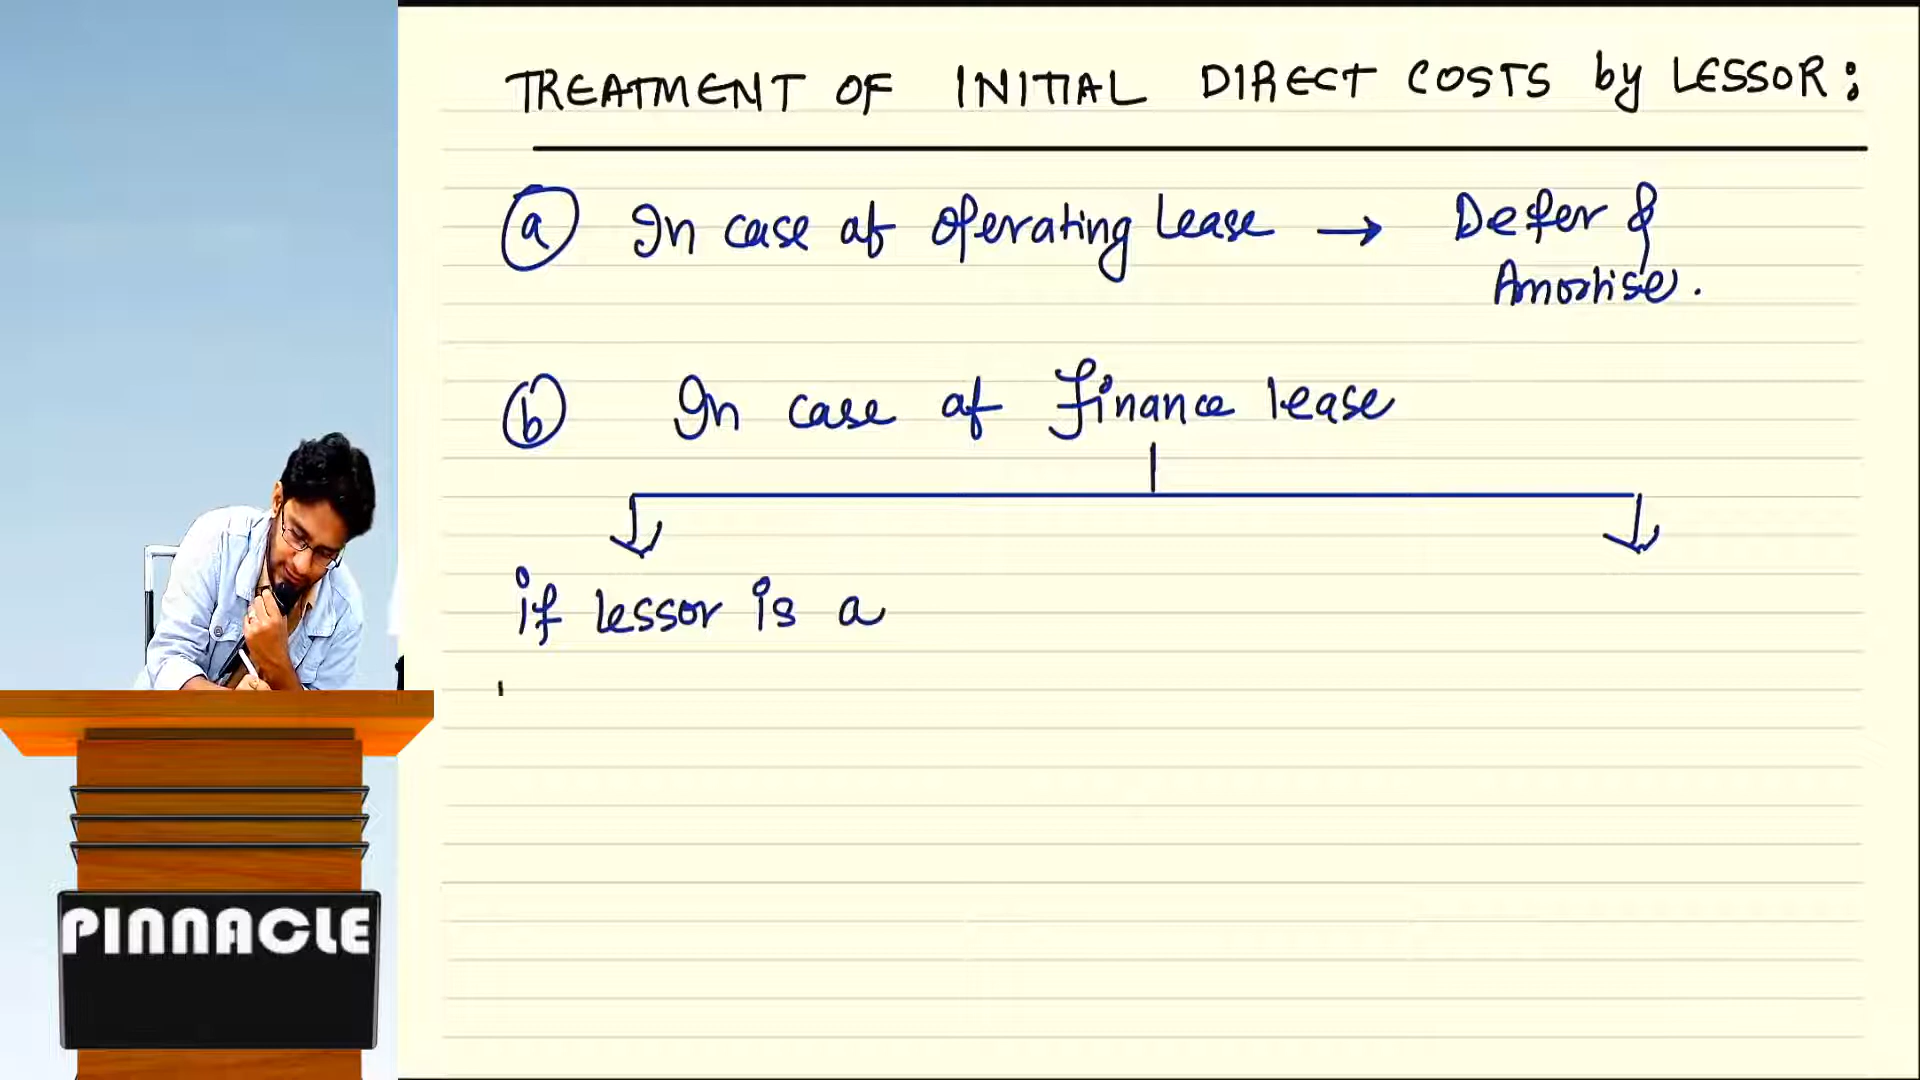 TREATMENT OF INITIAL DIRECT COSTS by LESSOR:
a In case of operating lease → Defer &
Amortise.
b In case of finance lease
if lessor is a
PINNACLE